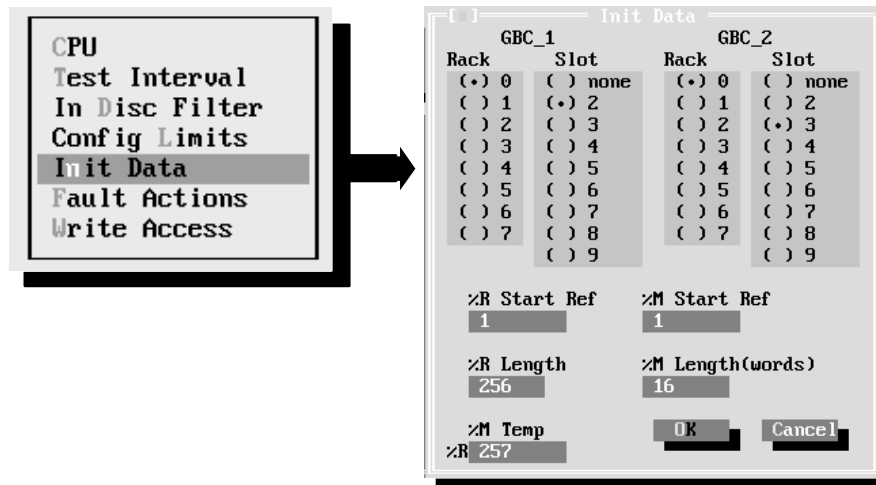 CPU
Test Interval
In Disc Filter
Config Limits
Init Data
Fault Actions
Write Access
[■] Init Data
GBC_1 GBC_2
Rack Slot Rack Slot
(•) 0 ( ) none (•) 0 ( ) none
( ) 1 (•) 2 ( ) 1 ( ) 2
( ) 2 ( ) 3 ( ) 2 (•) 3
( ) 3 ( ) 4 ( ) 3 ( ) 4
( ) 4 ( ) 5 ( ) 4 ( ) 5
( ) 5 ( ) 6 ( ) 5 ( ) 6
( ) 6 ( ) 7 ( ) 6 ( ) 7
( ) 7 ( ) 8 ( ) 7 ( ) 8
( ) 9 ( ) 9
%R Start Ref %M Start Ref
1 1
%R Length %M Length(words)
256 16
%M Temp OK Cancel
%R 257